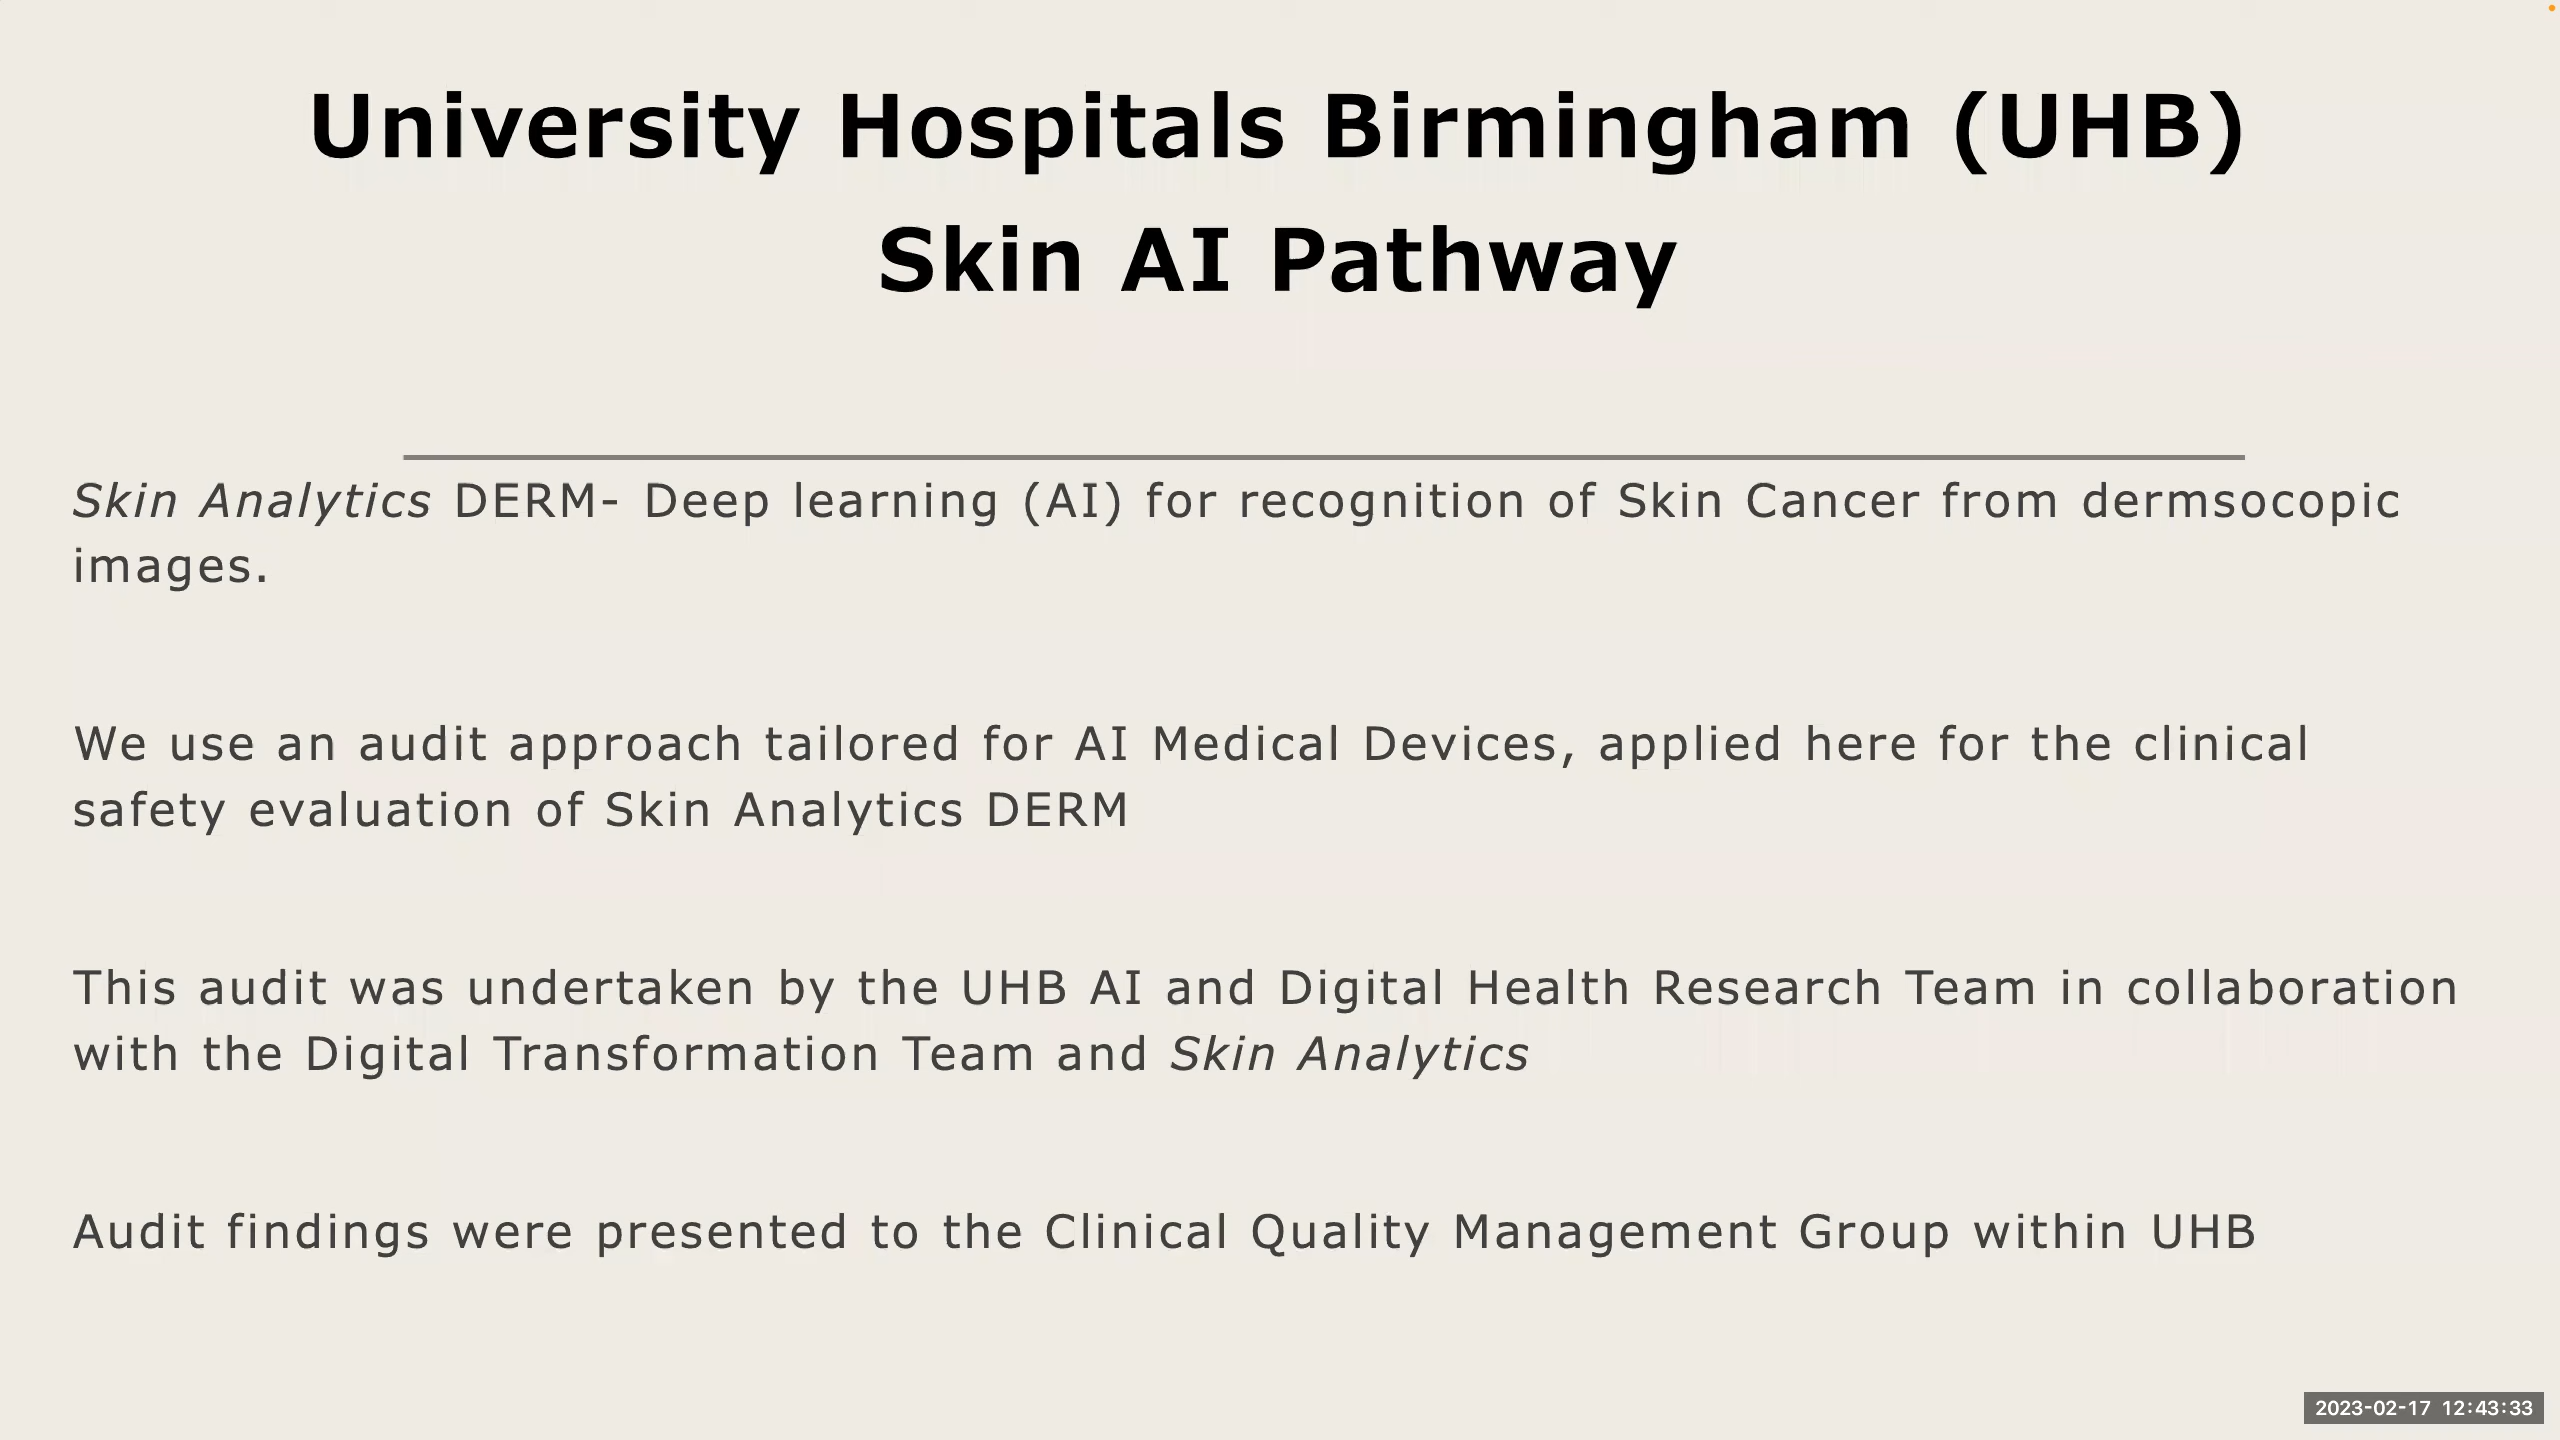 University Hospitals Birmingham (UHB)
Skin AI Pathway
Skin Analytics DERM- Deep learning (AI) for recognition of Skin Cancer from dermsocopic
images.
We use an audit approach tailored for AI Medical Devices, applied here for the clinical
safety evaluation of Skin Analytics DERM
This audit was undertaken by the UHB AI and Digital Health Research Team in collaboration
with the Digital Transformation Team and Skin Analytics
Audit findings were presented to the Clinical Quality Management Group within UHB
2023-02-17 12:43:33